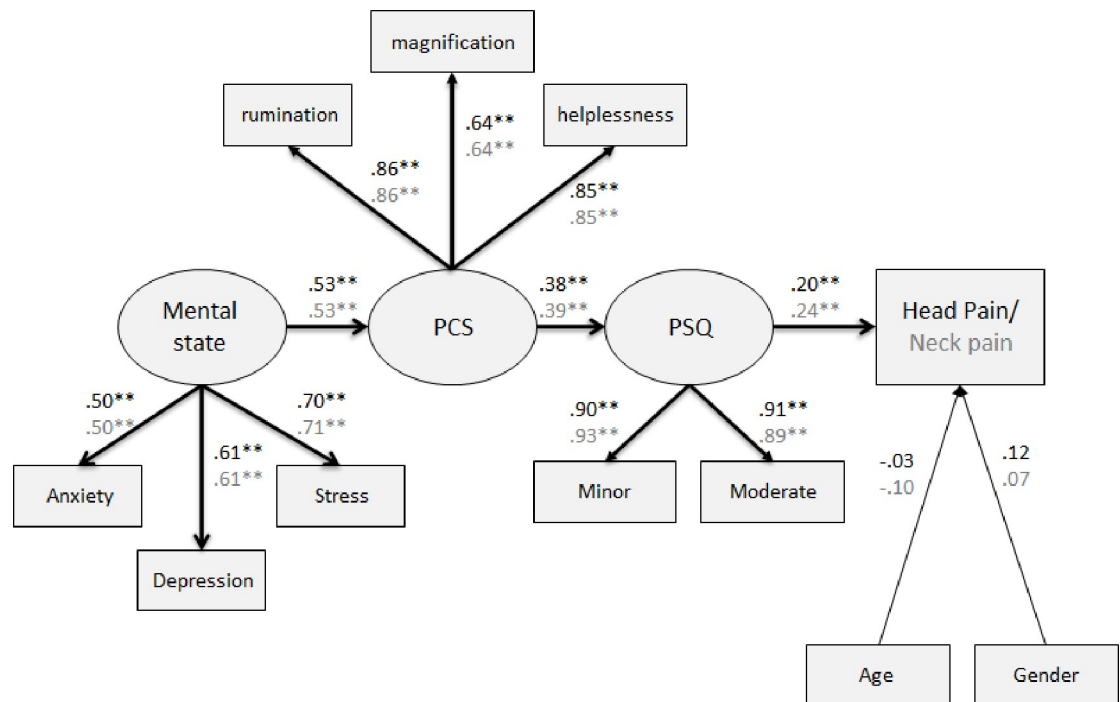 magnification
rumination
helplessness
.64**
.64**
.86**
.86**
.85**
.85**
Mental
state
.53**
.53**
PCS
.38**
.39**
PSQ
.20**
.24**
Head Pain/
Neck pain
.50**
.50**
.61**
.61**
.70**
.71**
.90**
.93**
.91**
.89**
Anxiety
Stress
Minor
Moderate
-.03
-.10
.12
.07
Depression
Age
Gender